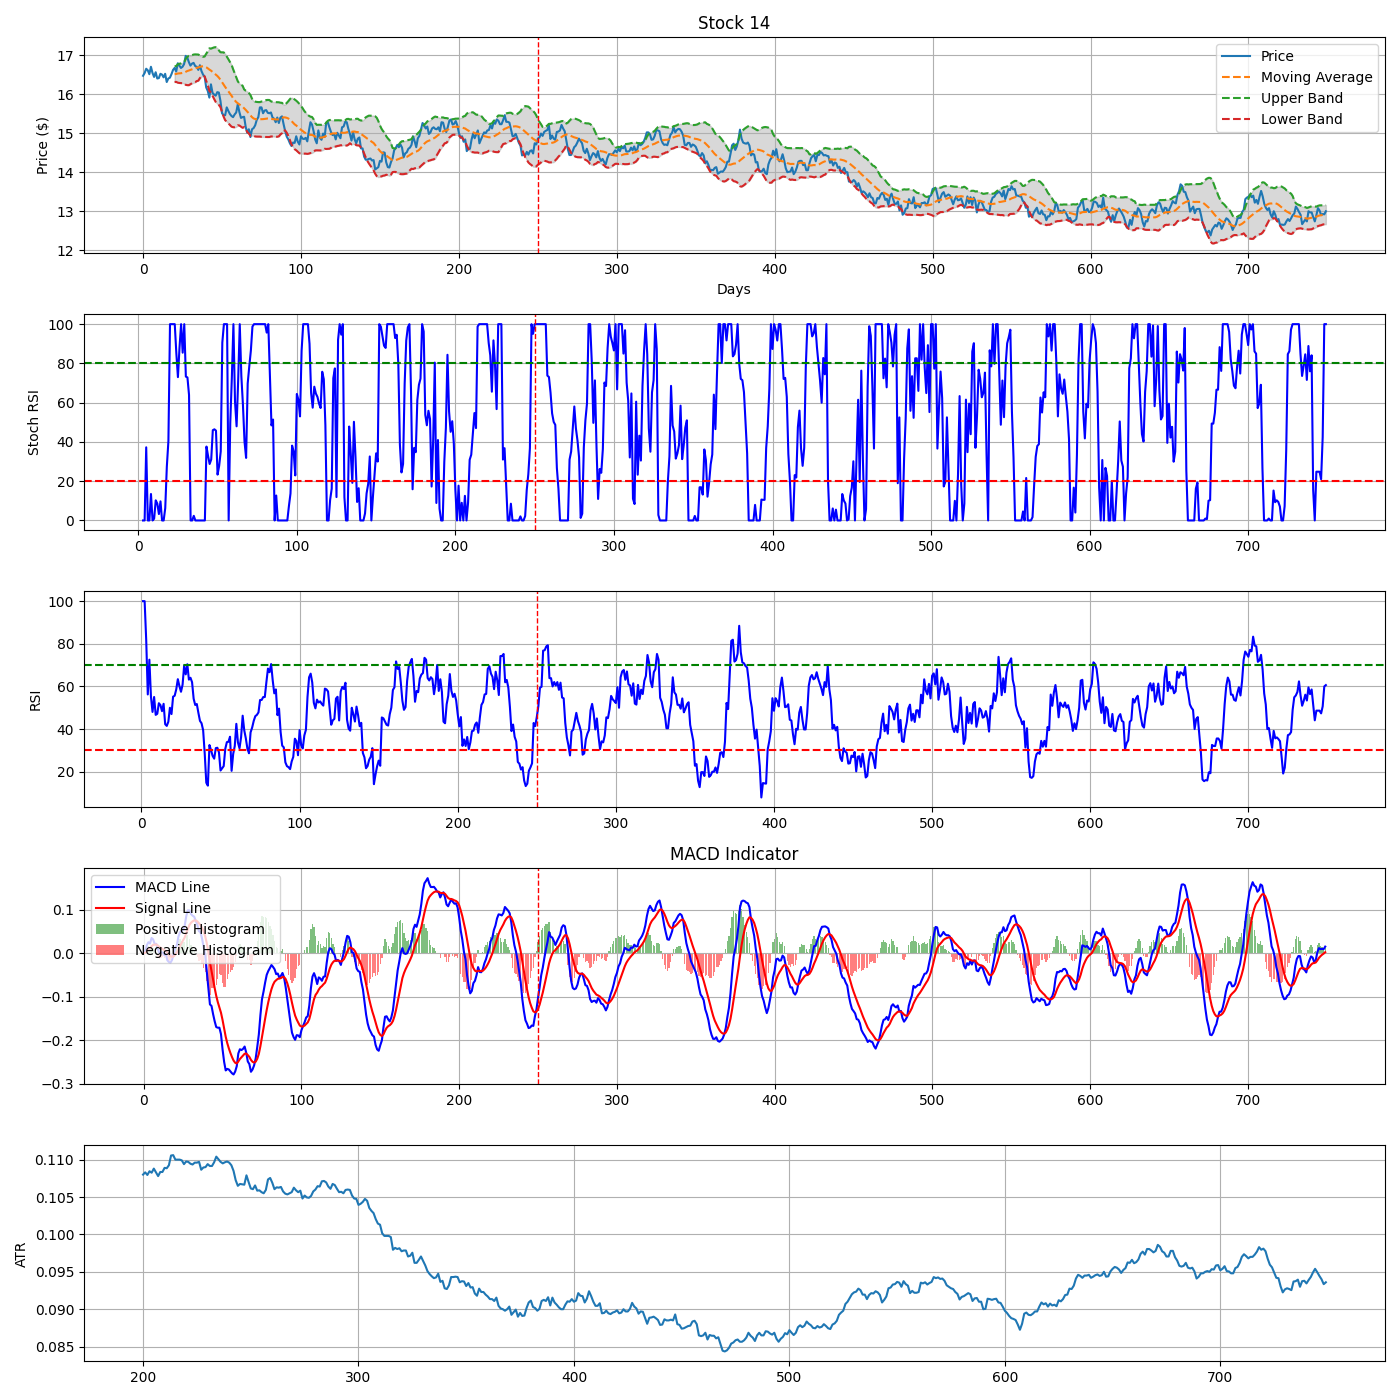 Stock 14
17
16
15
14
13
12
Price ($)
Price
Moving Average
Upper Band
Lower Band
0 100 200 300 400 500 600 700
Days
100
80
60
40
20
0
Stoch RSI
0 100 200 300 400 500 600 700
100
80
60
40
20
RSI
0 100 200 300 400 500 600 700
MACD Indicator
MACD Line
Signal Line
Positive Histogram
Negative Histogram
0.1
0.0
−0.1
−0.2
−0.3
0 100 200 300 400 500 600 700
0.110
0.105
0.100
0.095
0.090
0.085
ATR
200 300 400 500 600 700